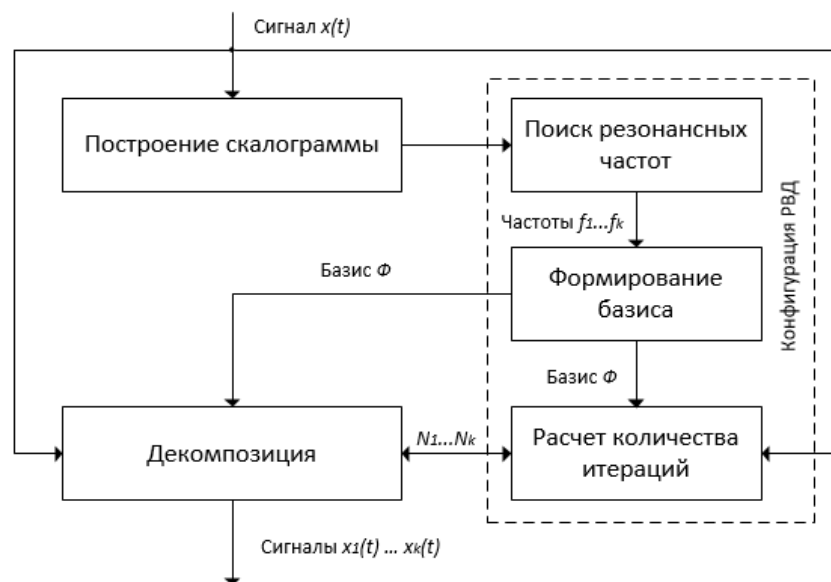 Сигнал x(t)
Построение скалограммы
Поиск резонансных
частот
Частоты f1...fk
Конфигурация РВД
Базис Φ
Формирование
базиса
Базис Φ
Декомпозиция
N1...Nk
Расчет количества
итераций
Сигналы x1(t) ... xk(t)